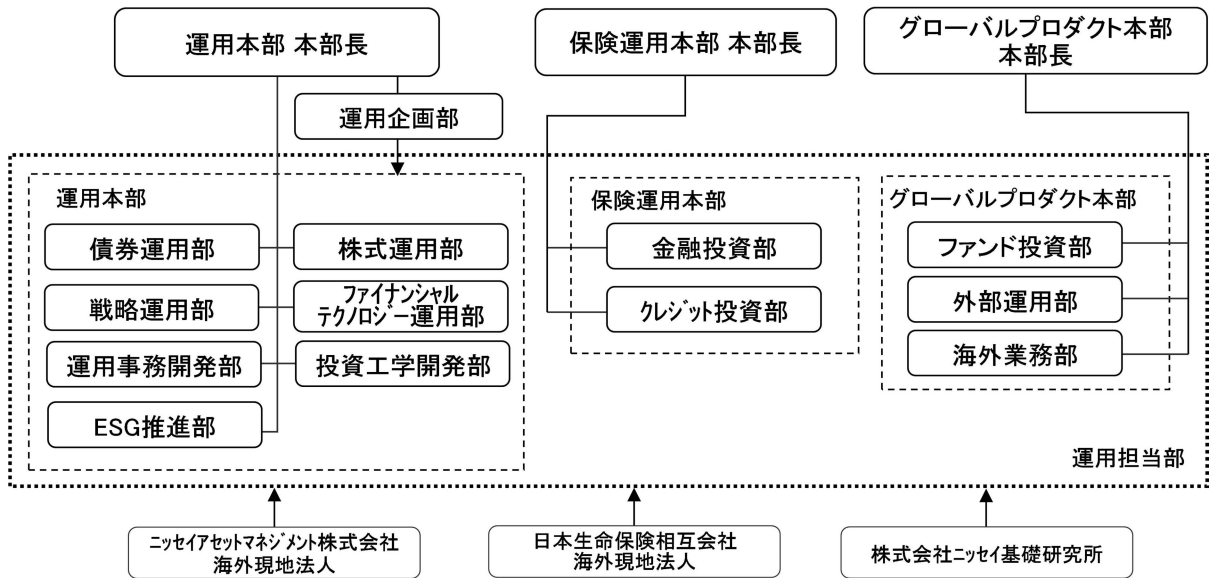 運用本部 本部長
保険運用本部 本部長
グローバルプロダクト本部
本部長
運用企画部
運用本部
債券運用部
株式運用部
戦略運用部
ファイナンシャル
テクノロジー運用部
運用事務開発部
投資工学開発部
ESG推進部
保険運用本部
金融投資部
クレジット投資部
グローバルプロダクト本部
ファンド投資部
外部運用部
海外業務部
運用担当部
ニッセイアセットマネジメント株式会社
海外現地法人
日本生命保険相互会社
海外現地法人
株式会社ニッセイ基礎研究所